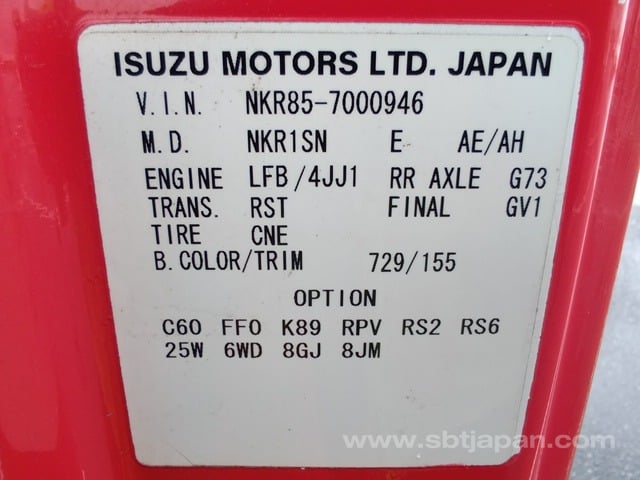 ISUZU MOTORS LTD. JAPAN
V.I.N. NKR85-7000946
M.D. NKR1SN E AE/AH
ENGINE LFB/4JJ1 RR AXLE G73
TRANS. RST FINAL GV1
TIRE CNE
B.COLOR/TRIM 729/155
OPTION
C60 FF0 K89 RPV RS2 RS6
25W 6WD 8GJ 8JM
www.sbtjapan.com